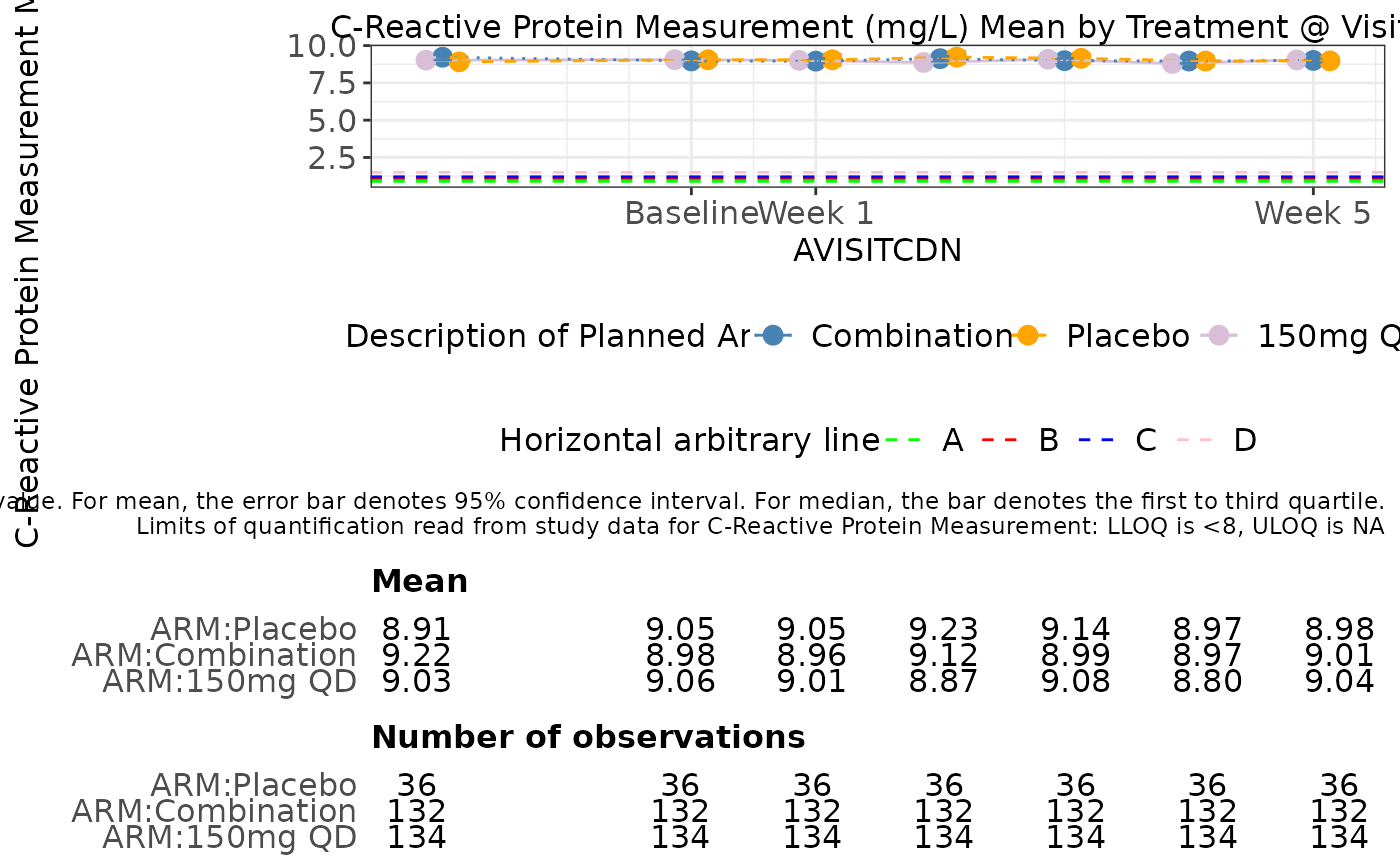 C-Reactive Protein Measurement (mg/L) Mean by Treatment @
C-Reactive Protein Measurement
10.0
7.5
5.0
2.5
Baseline Week 1 Week 5
AVISITCDN
Description of Planned Combination Placebo 150mg
Horizontal arbitrary line A B C D
For mean, the error bar denotes 95% confidence interval. For median, the bar denotes the first to third quartile.
Limits of quantification read from study data for C-Reactive Protein Measurement: LLOQ is <8, ULOQ is NA
Mean
ARM:Placebo 8.91 9.05 9.05 9.23 9.14 8.97 8.98
ARM:Combination 9.22 8.98 8.96 9.12 8.99 8.97 9.01
ARM:150mg QD 9.03 9.06 9.01 8.87 9.08 8.80 9.04
Number of observations
ARM:Placebo 36 36 36 36 36 36 36
ARM:Combination 132 132 132 132 132 132 132
ARM:150mg QD 134 134 134 134 134 134 134